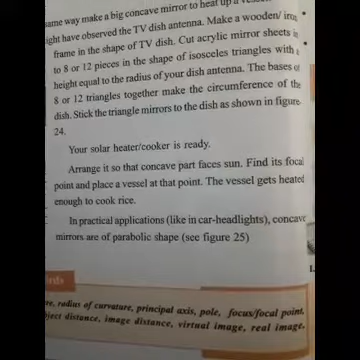 same way make a big concave mirror to heat up a vessel
ght have observed the TV dish antenna. Make a wooden/ iron
frame in the shape of TV dish. Cut acrylic mirror sheets in
to 8 or 12 pieces in the shape of isosceles triangles with a
height equal to the radius of your dish antenna. The bases of
8 or 12 triangles together make the circumference of the
dish. Stick the triangle mirrors to the dish as shown in figure
24.
Your solar heater/cooker is ready.
Arrange it so that concave part faces sun. Find its focal
point and place a vessel at that point. The vessel gets heated
enough to cook rice.
In practical applications (like in car-headlights), concave
mirrors are of parabolic shape (see figure 25)
re, radius of curvature, principal axis, pole, focus/focal point,
bject distance, image distance, virtual image, real image.